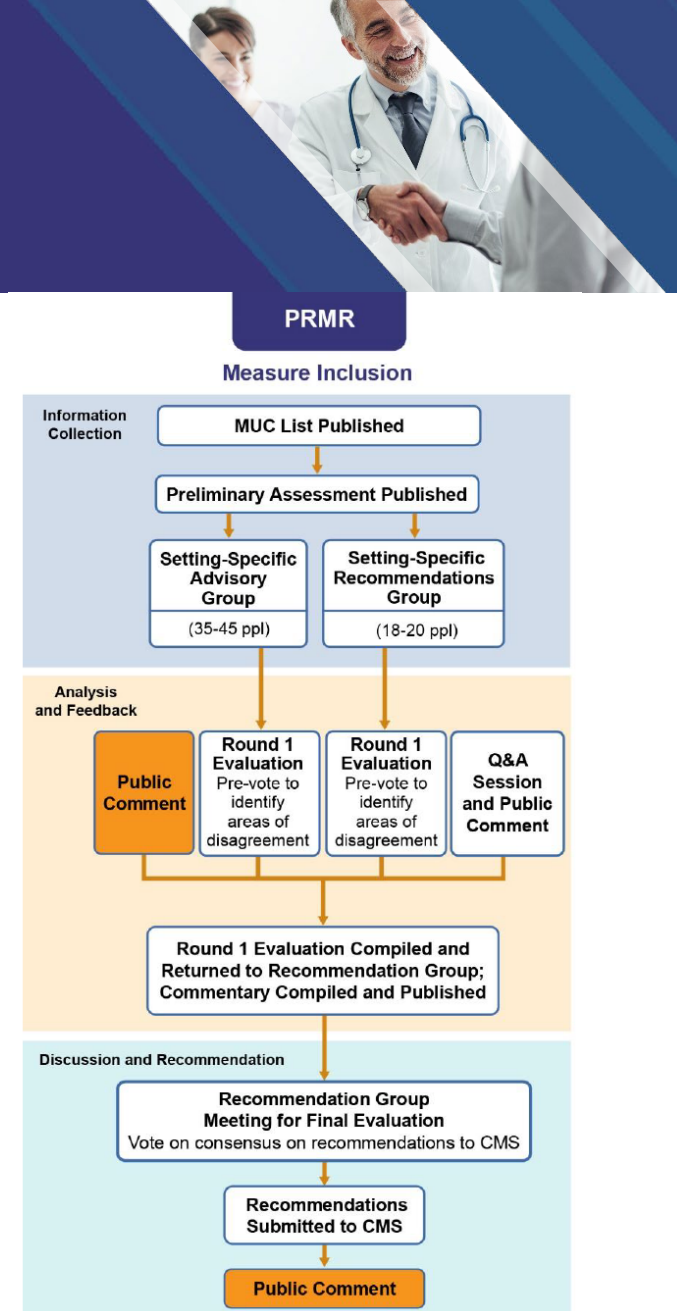 PRMR
Measure Inclusion
Information
Collection
MUC List Published
Preliminary Assessment Published
Setting-Specific
Advisory
Group
(35-45 ppl)
Setting-Specific
Recommendations
Group
(18-20 ppl)
Analysis
and Feedback
Public
Comment
Round 1
Evaluation
Pre-vote to
identify
areas of
disagreement
Round 1
Evaluation
Pre-vote to
identify
areas of
disagreement
Q&A
Session
and Public
Comment
Round 1 Evaluation Compiled and
Returned to Recommendation Group;
Commentary Compiled and Published
Discussion and Recommendation
Recommendation Group
Meeting for Final Evaluation
Vote on consensus on recommendations to CMS
Recommendations
Submitted to CMS
Public Comment